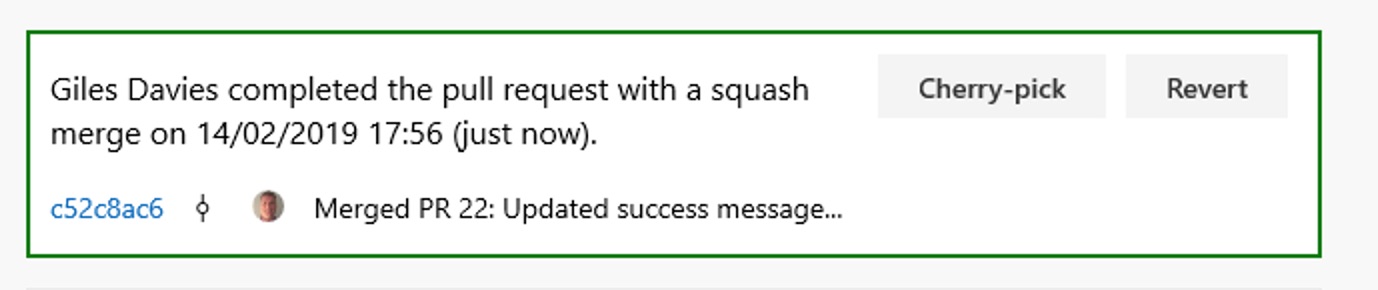 Giles Davies completed the pull request with a squash
merge on 14/02/2019 17:56 (just now).
Cherry-pick
Revert
c52c8ac6 Merged PR 22: Updated success message...